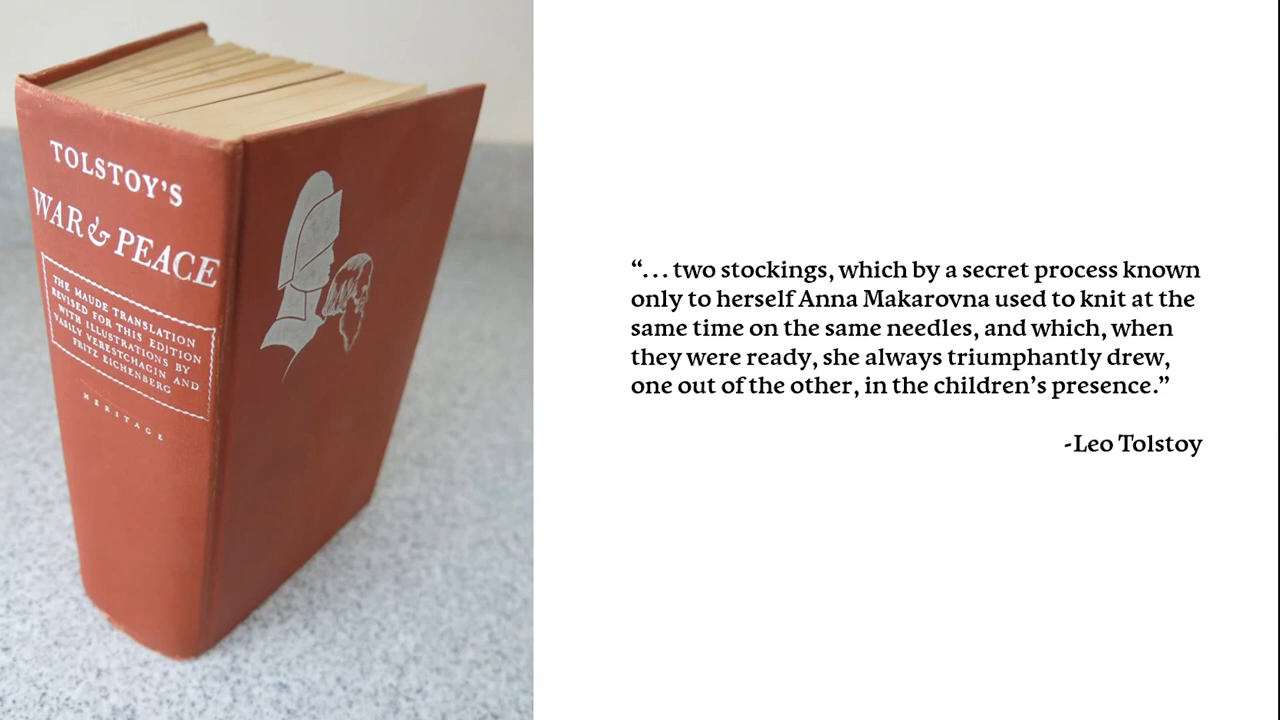 TOLSTOY'S
WAR & PEACE
THE MAUDE TRANSLATION
REVISED FOR THIS EDITION
WITH ILLUSTRATIONS BY
VASILY VERESTCHAGIN AND
FRITZ EICHENBERG
HERITAGE
“... two stockings, which by a secret process known
only to herself Anna Makarovna used to knit at the
same time on the same needles, and which, when
they were ready, she always triumphantly drew,
one out of the other, in the children’s presence.”
-Leo Tolstoy